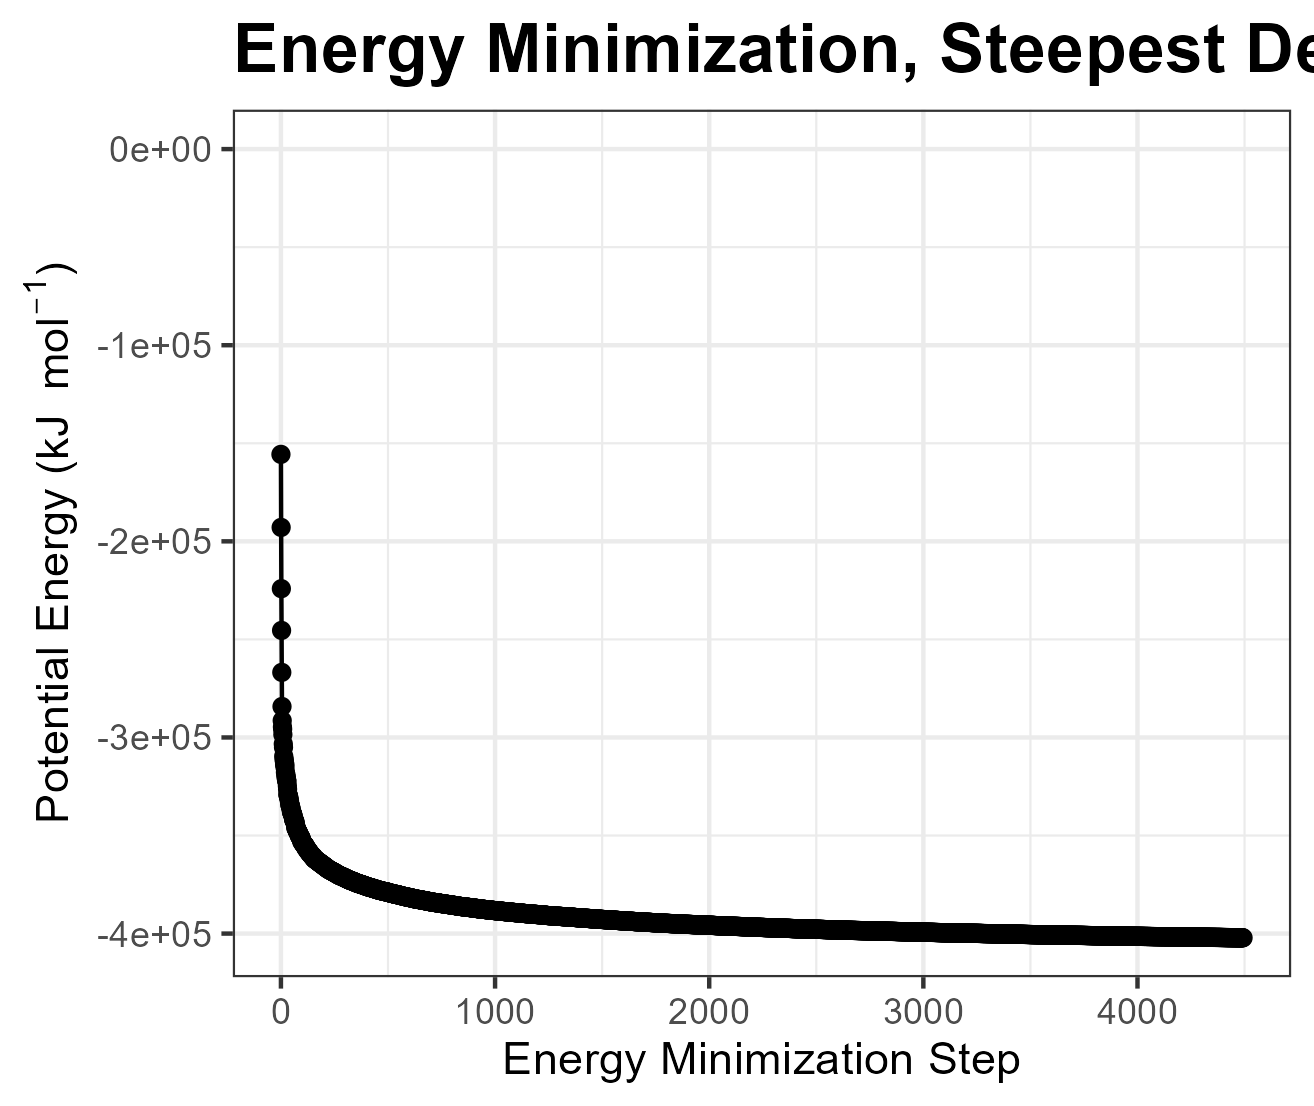 Energy Minimization, Steepest De
0e+00
-1e+05
-2e+05
-3e+05
-4e+05
Potential Energy (kJ mol⁻¹)
0 1000 2000 3000 4000
Energy Minimization Step